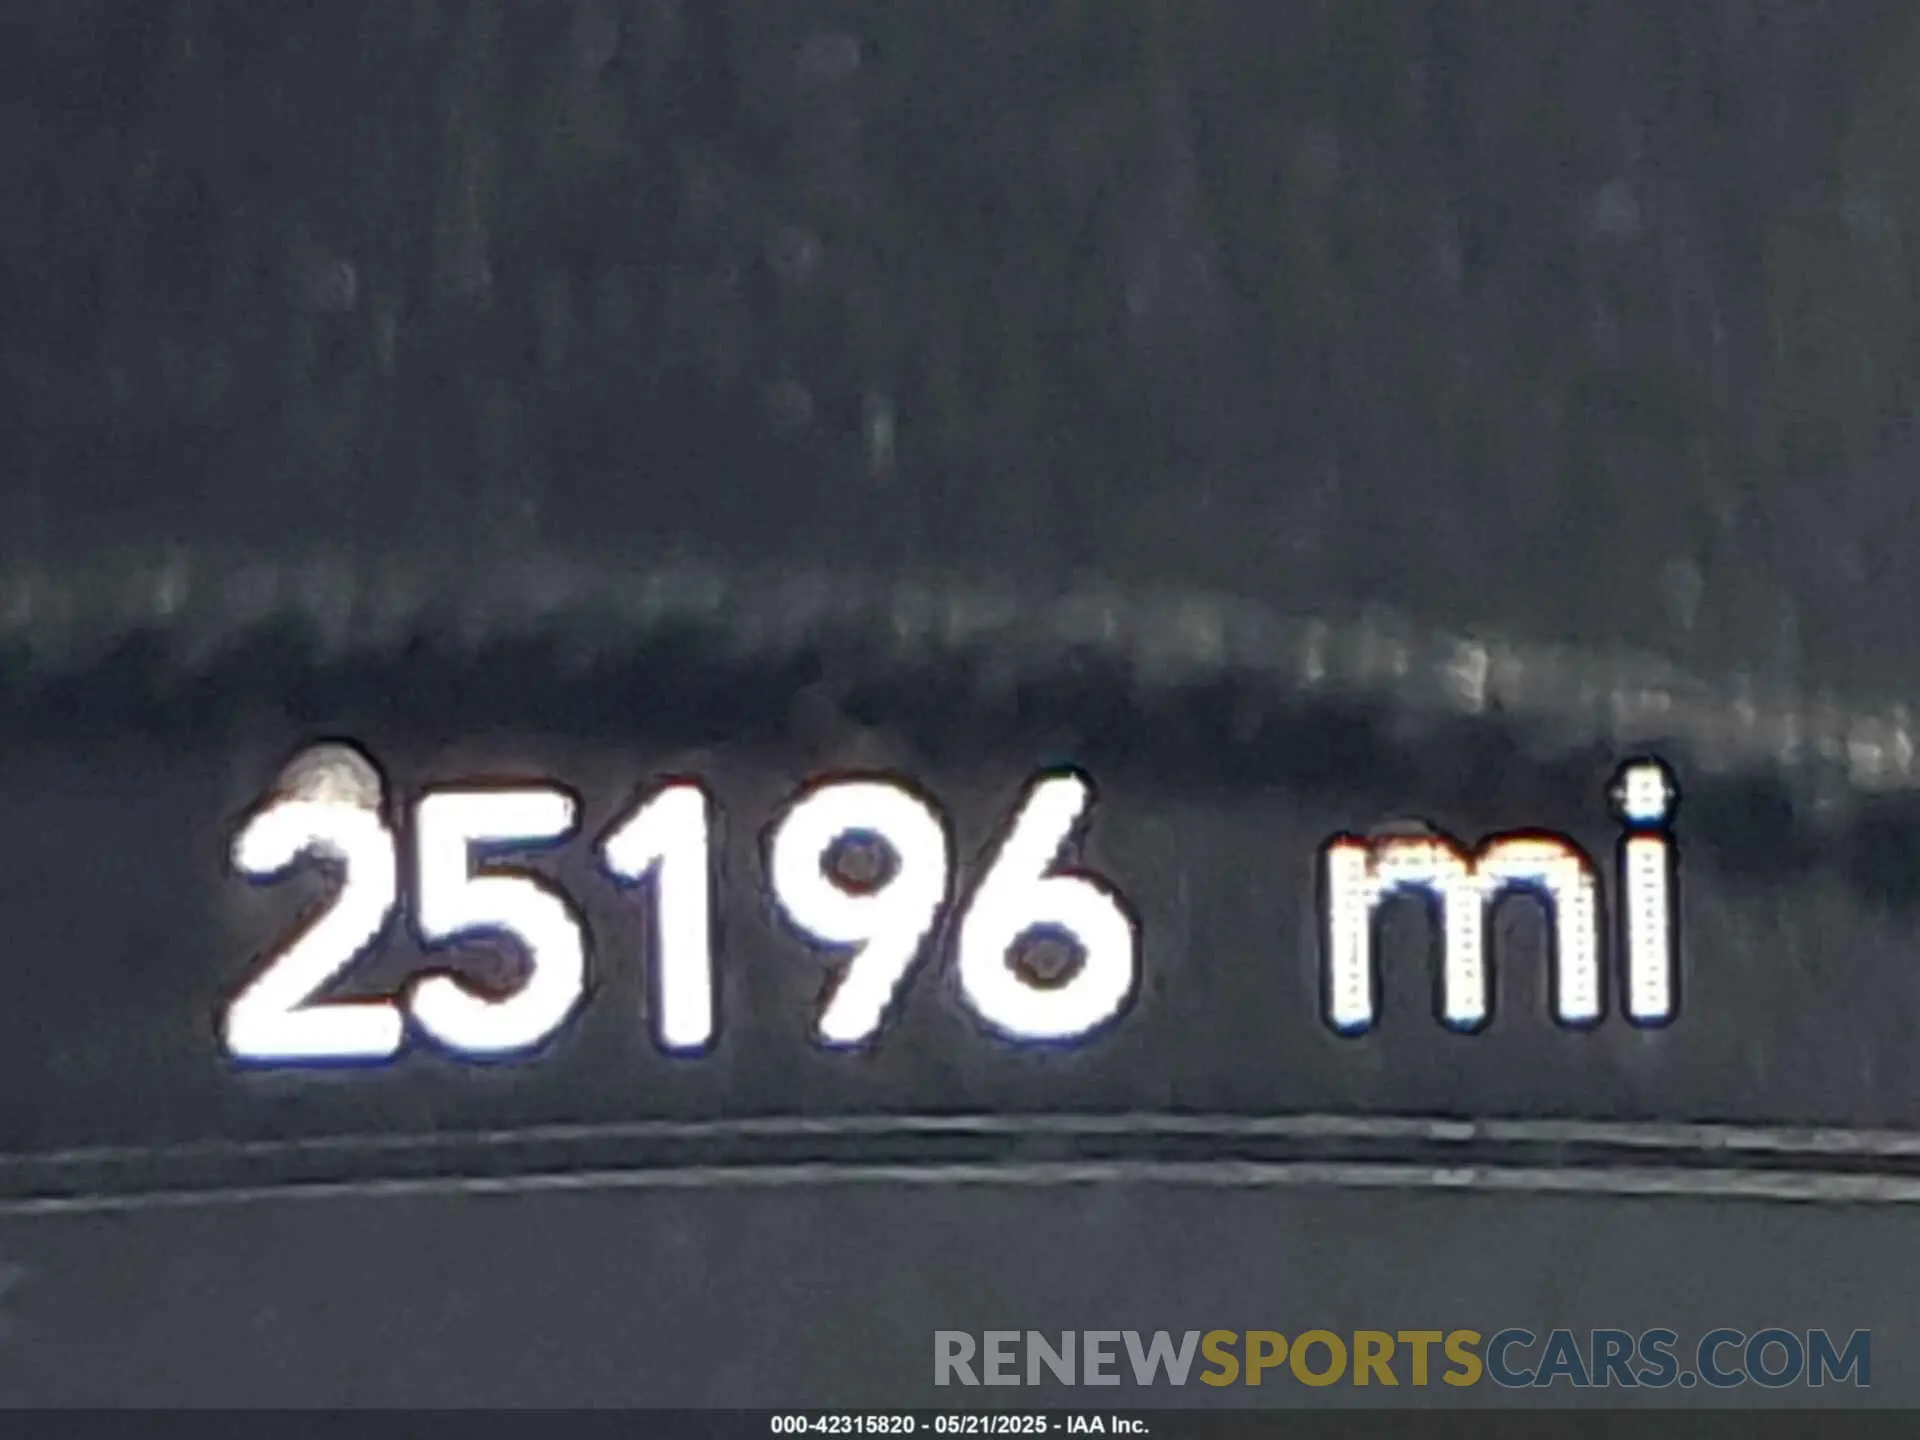 25196 mi
RENEWSPORTSCARS.COM
000-42315820 - 05/21/2025 - IAA Inc.